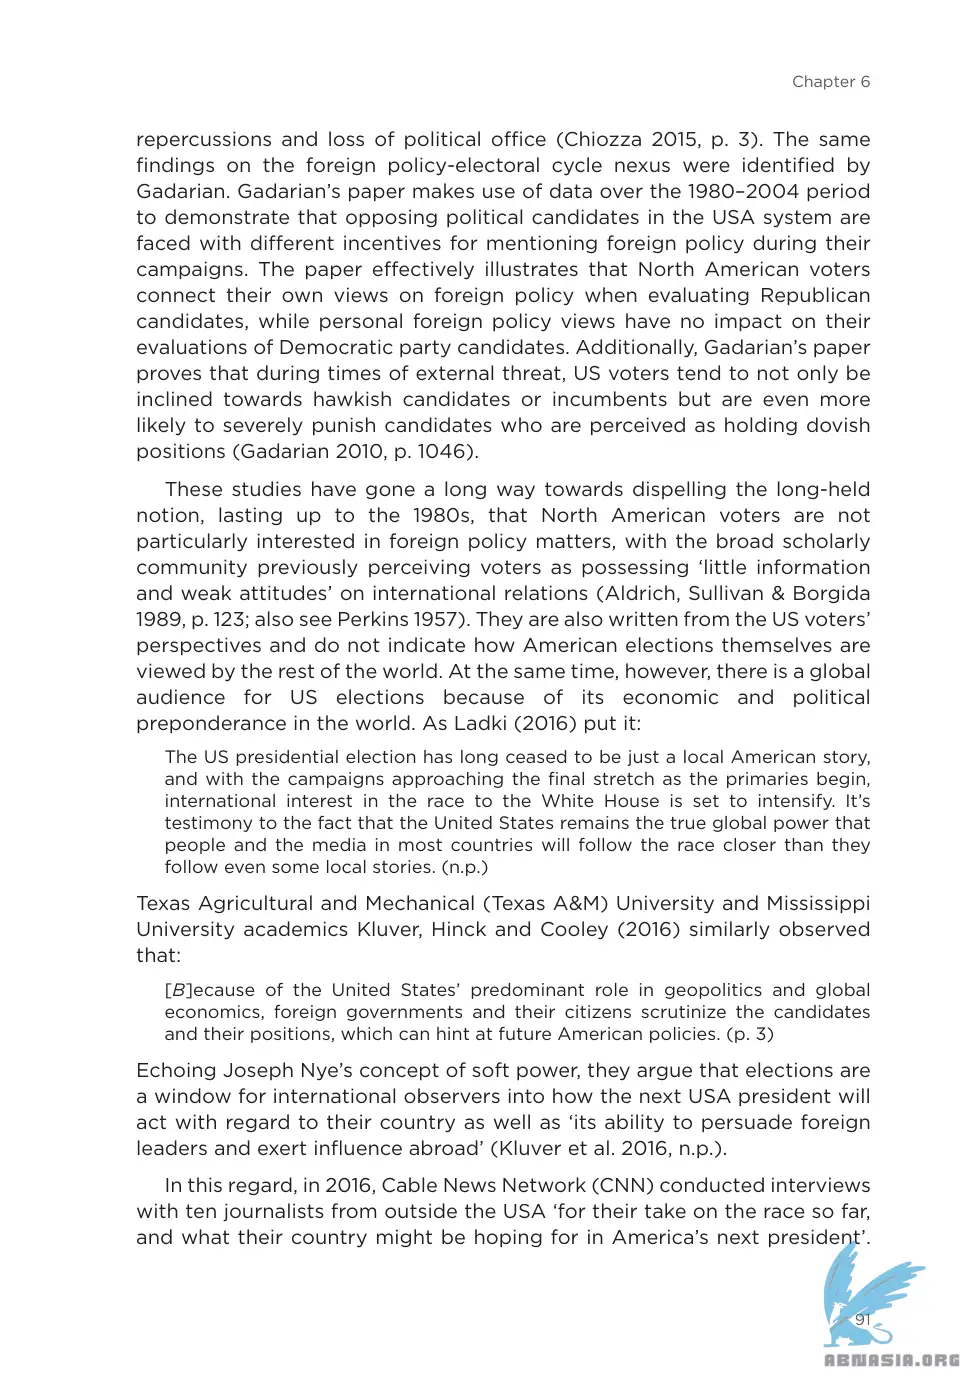 Chapter 6
repercussions and loss of political office (Chiozza 2015, p. 3). The same
findings on the foreign policy-electoral cycle nexus were identified by
Gadarian. Gadarian’s paper makes use of data over the 1980–2004 period
to demonstrate that opposing political candidates in the USA system are
faced with different incentives for mentioning foreign policy during their
campaigns. The paper effectively illustrates that North American voters
connect their own views on foreign policy when evaluating Republican
candidates, while personal foreign policy views have no impact on their
evaluations of Democratic party candidates. Additionally, Gadarian’s paper
proves that during times of external threat, US voters tend to not only be
inclined towards hawkish candidates or incumbents but are even more
likely to severely punish candidates who are perceived as holding dovish
positions (Gadarian 2010, p. 1046).
These studies have gone a long way towards dispelling the long-held
notion, lasting up to the 1980s, that North American voters are not
particularly interested in foreign policy matters, with the broad scholarly
community previously perceiving voters as possessing ‘little information
and weak attitudes’ on international relations (Aldrich, Sullivan & Borgida
1989, p. 123; also see Perkins 1957). They are also written from the US voters’
perspectives and do not indicate how American elections themselves are
viewed by the rest of the world. At the same time, however, there is a global
audience for US elections because of its economic and political
preponderance in the world. As Ladki (2016) put it:
The US presidential election has long ceased to be just a local American story,
and with the campaigns approaching the final stretch as the primaries begin,
international interest in the race to the White House is set to intensify. It’s
testimony to the fact that the United States remains the true global power that
people and the media in most countries will follow the race closer than they
follow even some local stories. (n.p.)
Texas Agricultural and Mechanical (Texas A&M) University and Mississippi
University academics Kluver, Hinck and Cooley (2016) similarly observed
that:
[B]ecause of the United States’ predominant role in geopolitics and global
economics, foreign governments and their citizens scrutinize the candidates
and their positions, which can hint at future American policies. (p. 3)
Echoing Joseph Nye’s concept of soft power, they argue that elections are
a window for international observers into how the next USA president will
act with regard to their country as well as ‘its ability to persuade foreign
leaders and exert influence abroad’ (Kluver et al. 2016, n.p.).
In this regard, in 2016, Cable News Network (CNN) conducted interviews
with ten journalists from outside the USA ‘for their take on the race so far,
and what their country might be hoping for in America’s next president’.
91
ABNASIA.ORG